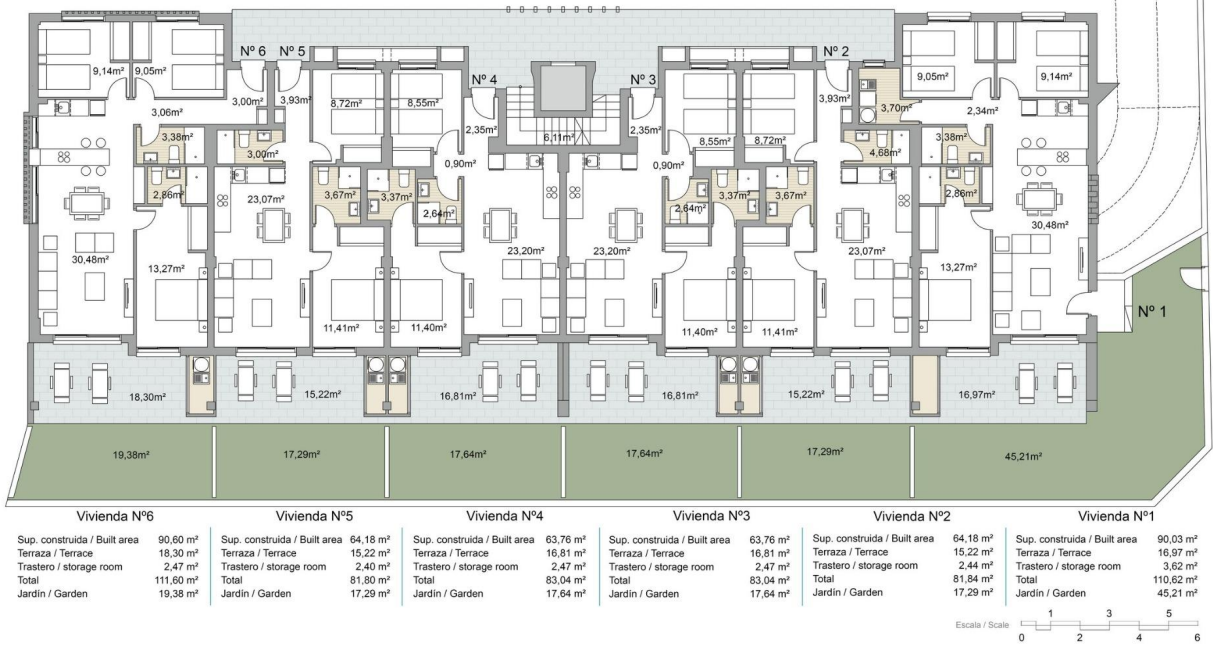 Nº 6
Nº 5
Nº 4
Nº 3
Nº 2
9,14m²
9,05m²
3,00m²
3,93m²
8,72m²
8,55m²
2,35m²
6,11m²
2,35m²
8,55m²
8,72m²
3,93m²
3,70m²
9,05m²
9,14m²
3,06m²
2,34m²
3,38m²
3,00m²
0,90m²
0,90m²
4,68m²
3,38m²
2,86m²
23,07m²
3,67m²
3,37m²
2,64m²
2,64m²
3,37m²
3,67m²
2,86m²
30,48m²
13,27m²
23,20m²
23,20m²
23,07m²
13,27m²
30,48m²
11,41m²
11,40m²
11,40m²
11,41m²
Nº 1
18,30m²
15,22m²
16,81m²
16,81m²
15,22m²
16,97m²
19,38m²
17,29m²
17,64m²
17,64m²
17,29m²
45,21m²
Vivienda Nº6
Sup. construida / Built area 90,60 m²
Terraza / Terrace 18,30 m²
Trastero / storage room 2,47 m²
Total 111,60 m²
Jardín / Garden 19,38 m²
Vivienda Nº5
Sup. construida / Built area 64,18 m²
Terraza / Terrace 15,22 m²
Trastero / storage room 2,40 m²
Total 81,80 m²
Jardín / Garden 17,29 m²
Vivienda Nº4
Sup. construida / Built area 63,76 m²
Terraza / Terrace 16,81 m²
Trastero / storage room 2,47 m²
Total 83,04 m²
Jardín / Garden 17,64 m²
Vivienda Nº3
Sup. construida / Built area 63,76 m²
Terraza / Terrace 16,81 m²
Trastero / storage room 2,47 m²
Total 83,04 m²
Jardín / Garden 17,64 m²
Vivienda Nº2
Sup. construida / Built area 64,18 m²
Terraza / Terrace 15,22 m²
Trastero / storage room 2,44 m²
Total 81,84 m²
Jardín / Garden 17,29 m²
Vivienda Nº1
Sup. construida / Built area 90,03 m²
Terraza / Terrace 16,97 m²
Trastero / storage room 3,62 m²
Total 110,62 m²
Jardín / Garden 45,21 m²
Escala / Scale
1 3 5
0 2 4 6